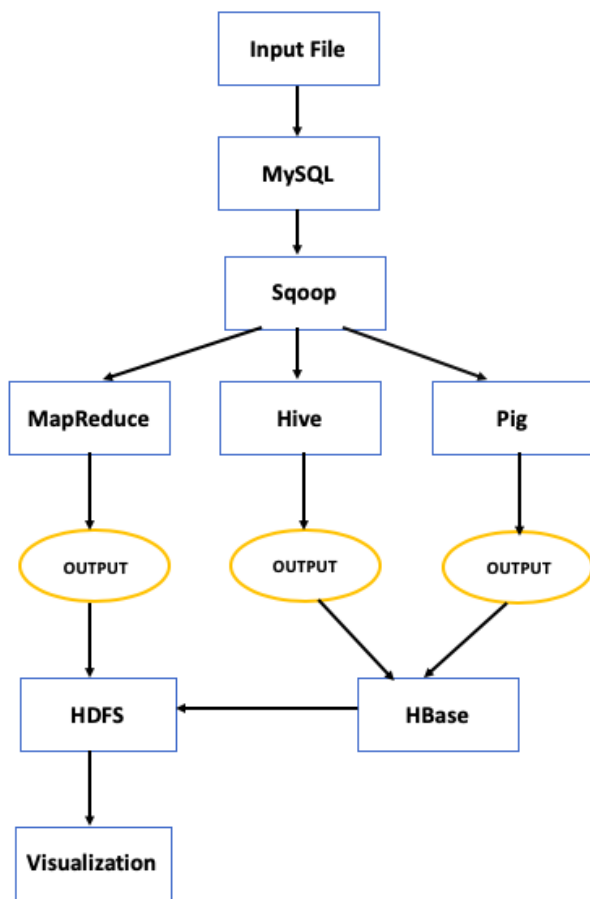 Input File
MySQL
Sqoop
MapReduce
Hive
Pig
OUTPUT
OUTPUT
OUTPUT
HDFS
HBase
Visualization